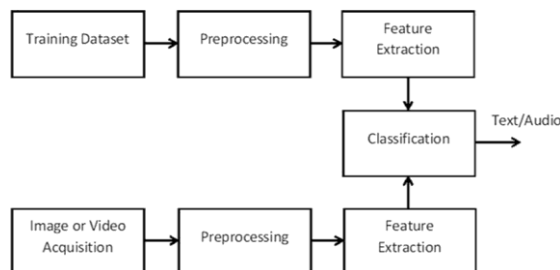 Training Dataset
Preprocessing
Feature
Extraction
Classification
Text/Audio
Image or Video
Acquisition
Preprocessing
Feature
Extraction